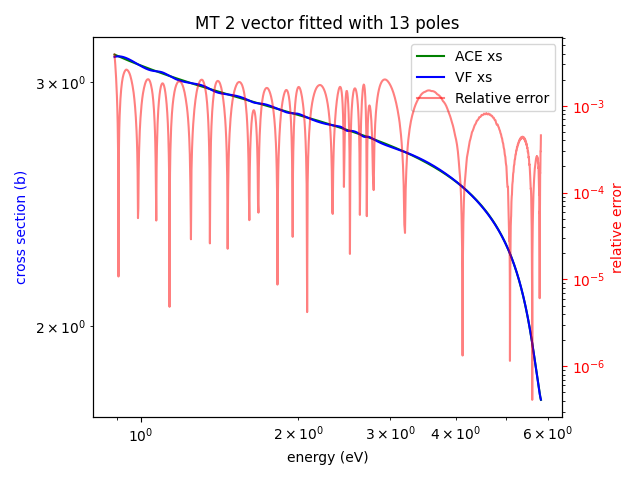 MT 2 vector fitted with 13 poles
ACE xs
VF xs
Relative error
3 × 10⁰
2 × 10⁰
cross section (b)
10⁻³
10⁻⁴
10⁻⁵
10⁻⁶
relative error
10⁰
2 × 10⁰
3 × 10⁰
4 × 10⁰
6 × 10⁰
energy (eV)